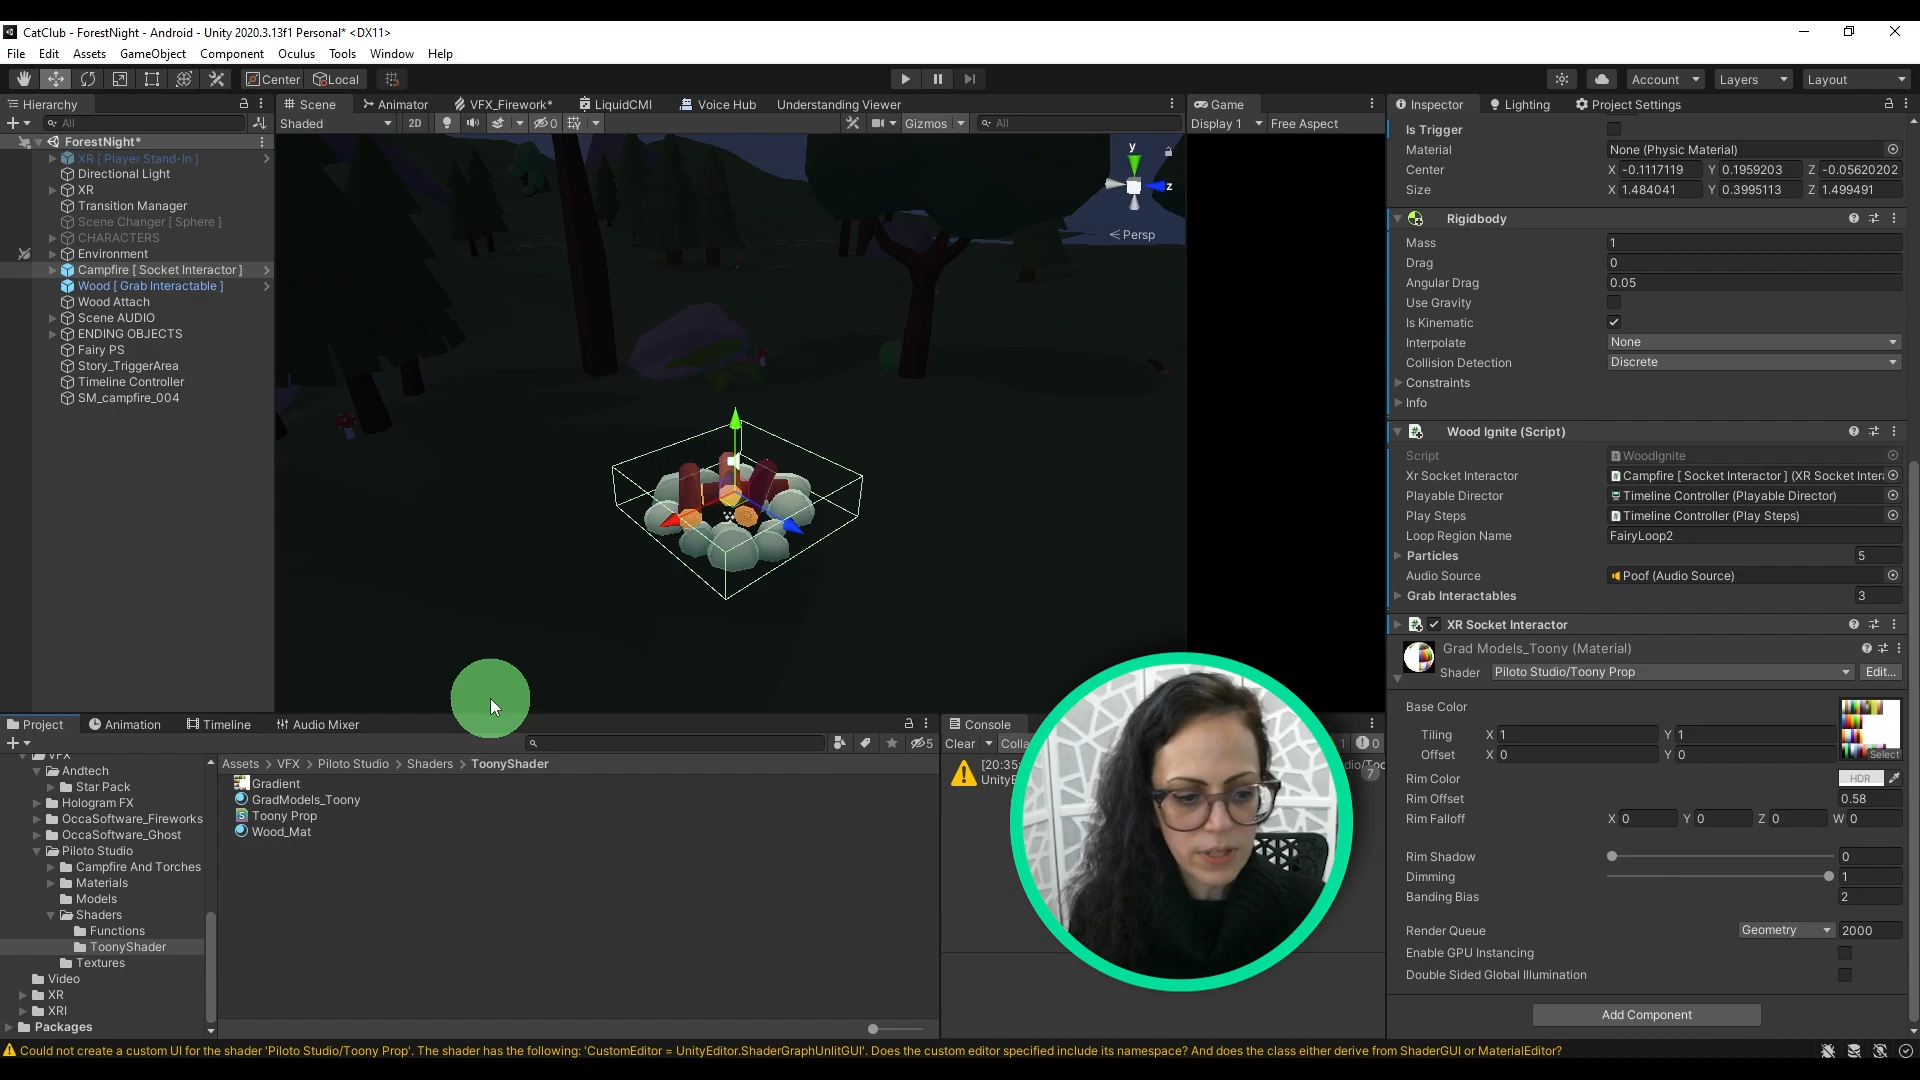 CatClub - ForestNight - Android - Unity 2020.3.13f1 Personal* <DX11>
File Edit Assets GameObject Component Oculus Tools Window Help
Center Local
Account Layers Layout
Hierarchy
Scene Animator VFX_Firework* LiquidCMI Voice Hub Understanding Viewer
Game
Inspector Lighting Project Settings
All
Shaded 2D 0 Gizmos All
Display 1 Free Aspect
ForestNight*
XR [ Player Stand-In ]
Directional Light
XR
Transition Manager
Scene Changer [ Sphere ]
CHARACTERS
Environment
Campfire [ Socket Interactor ]
Wood [ Grab Interactable ]
Wood Attach
Scene AUDIO
ENDING OBJECTS
Fairy PS
Story_TriggerArea
Timeline Controller
SM_campfire_004
y
z
< Persp
Is Trigger
Material None (Physic Material)
Center X -0.1117119 Y 0.1959203 Z -0.05620202
Size X 1.484041 Y 0.3995113 Z 1.499491
Rigidbody
Mass 1
Drag 0
Angular Drag 0.05
Use Gravity
Is Kinematic
Interpolate None
Collision Detection Discrete
Constraints
Info
Wood Ignite (Script)
Script WoodIgnite
Xr Socket Interactor Campfire [ Socket Interactor ] (XR Socket Inter
Playable Director Timeline Controller (Playable Director)
Play Steps Timeline Controller (Play Steps)
Loop Region Name FairyLoop2
Particles 5
Audio Source Poof (Audio Source)
Grab Interactables 3
XR Socket Interactor
Grad Models_Toony (Material)
Shader Piloto Studio/Toony Prop Edit...
Base Color
Tiling X 1 Y 1
Offset X 0 Y 0
Select
Rim Color HDR
Rim Offset 0.58
Rim Falloff X 0 Y 0 Z 0 W 0
Rim Shadow 0
Dimming 1
Banding Bias 2
Render Queue Geometry 2000
Enable GPU Instancing
Double Sided Global Illumination
Add Component
Project Animation Timeline Audio Mixer
5
VFX
Andtech
Star Pack
Hologram FX
OccaSoftware_Fireworks
OccaSoftware_Ghost
Piloto Studio
Campfire And Torches
Materials
Models
Shaders
Functions
ToonyShader
Textures
Video
XR
XRI
Packages
Assets > VFX > Piloto Studio > Shaders > ToonyShader
Gradient
GradModels_Toony
Toony Prop
Wood_Mat
Console
Clear Colla 1 0
[20:35: dio/Too
UnityE 7
Could not create a custom UI for the shader 'Piloto Studio/Toony Prop'. The shader has the following: 'CustomEditor = UnityEditor.ShaderGraphUnlitGUI'. Does the custom editor specified include its namespace? And does the class either derive from ShaderGUI or MaterialEditor?